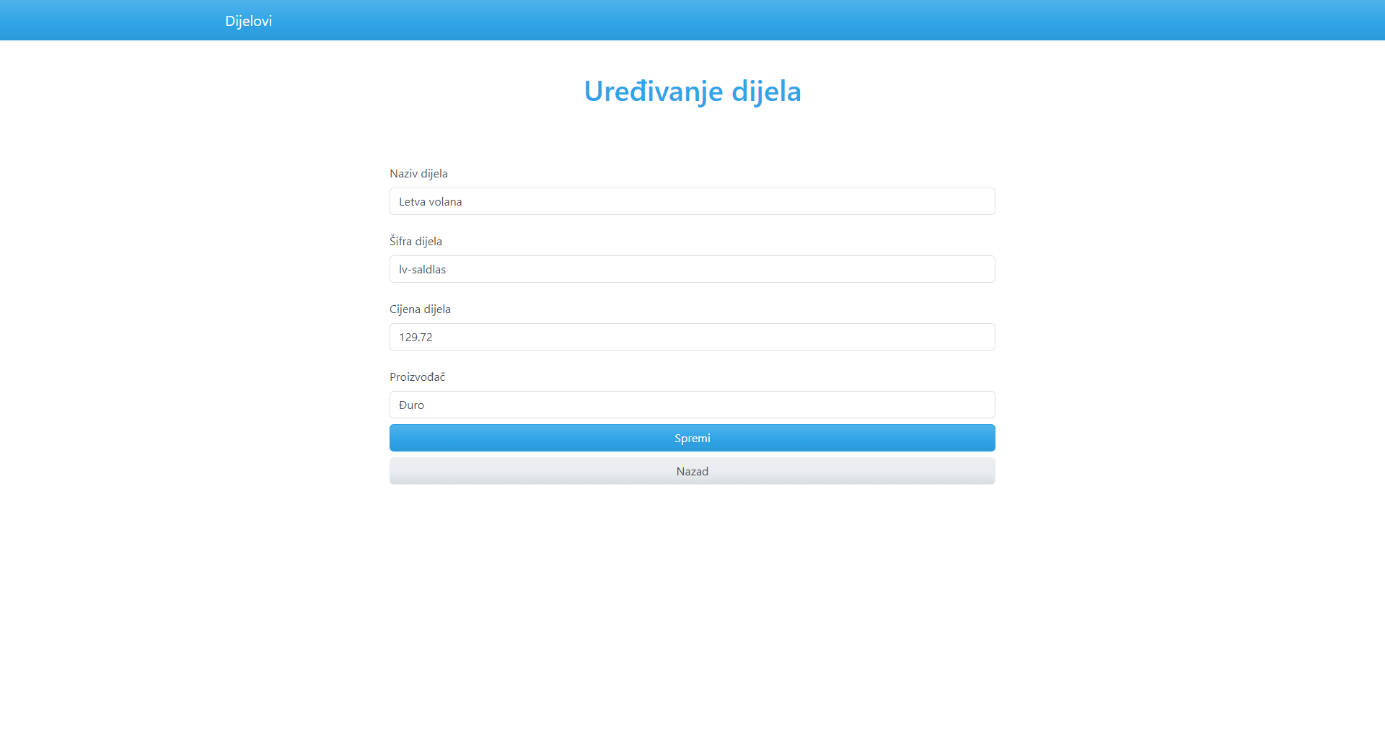 Dijelovi
Uređivanje dijela
Naziv dijela
Letva volana
Šifra dijela
lv-saldlas
Cijena dijela
129.72
Proizvođač
Đuro
Spremi
Nazad